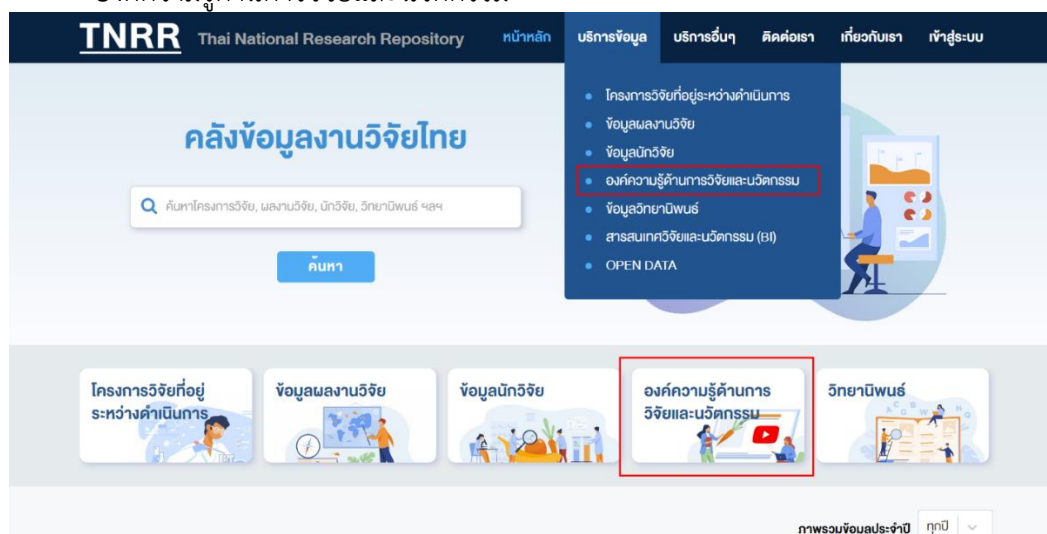 TNRR Thai National Research Repository หน้าหลัก บริการข้อมูล บริการอื่นๆ ติดต่อเรา เกี่ยวกับเรา เข้าสู่ระบบ
โครงการวิจัยที่อยู่ระหว่างดำเนินการ
ข้อมูลผลงานวิจัย
ข้อมูลนักวิจัย
องค์ความรู้ด้านการวิจัยและนวัตกรรม
ข้อมูลวิทยานิพนธ์
สารสนเทศวิจัยและนวัตกรรม (BI)
OPEN DATA
คลังข้อมูลงานวิจัยไทย
ค้นหาโครงการวิจัย, ผลงานวิจัย, นักวิจัย, วิทยานิพนธ์ ฯลฯ
ค้นหา
โครงการวิจัยที่อยู่
ระหว่างดำเนินการ
ข้อมูลผลงานวิจัย
ข้อมูลนักวิจัย
องค์ความรู้ด้านการ
วิจัยและนวัตกรรม
วิทยานิพนธ์
ภาพรวมข้อมูลประจำปี ทุกปี